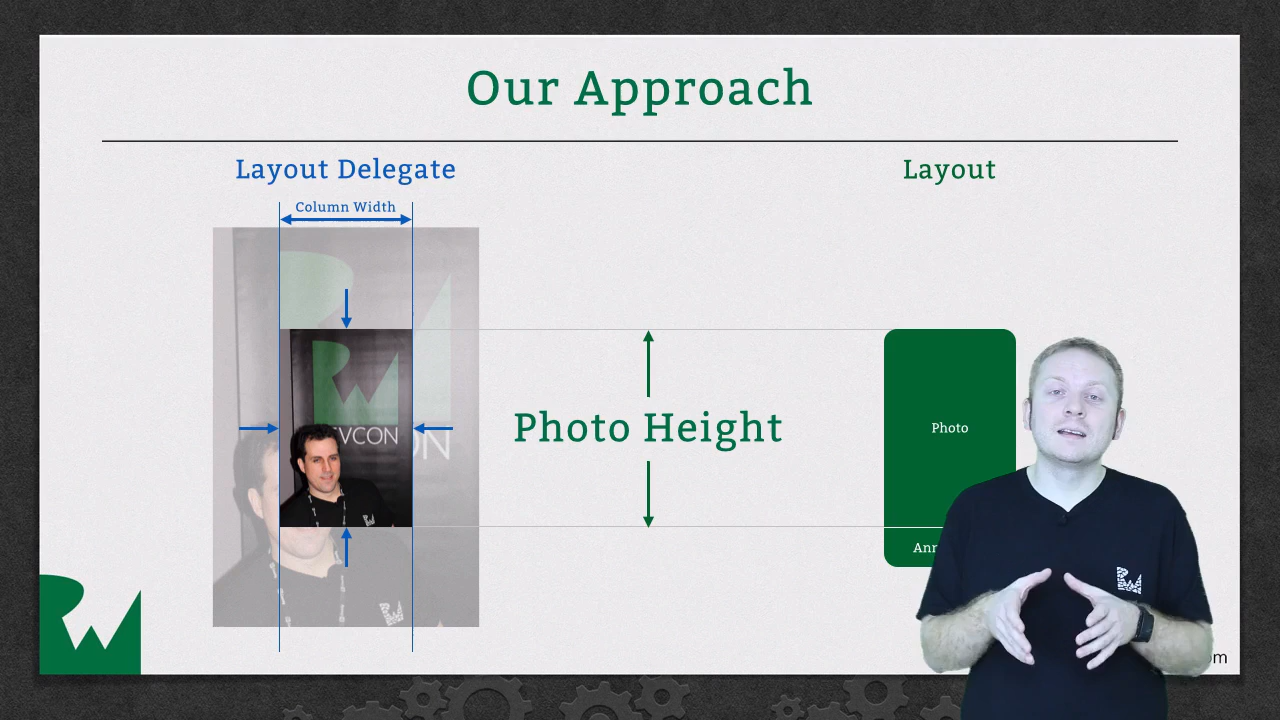 Our Approach
Layout Delegate
Layout
Column Width
Photo Height
Photo